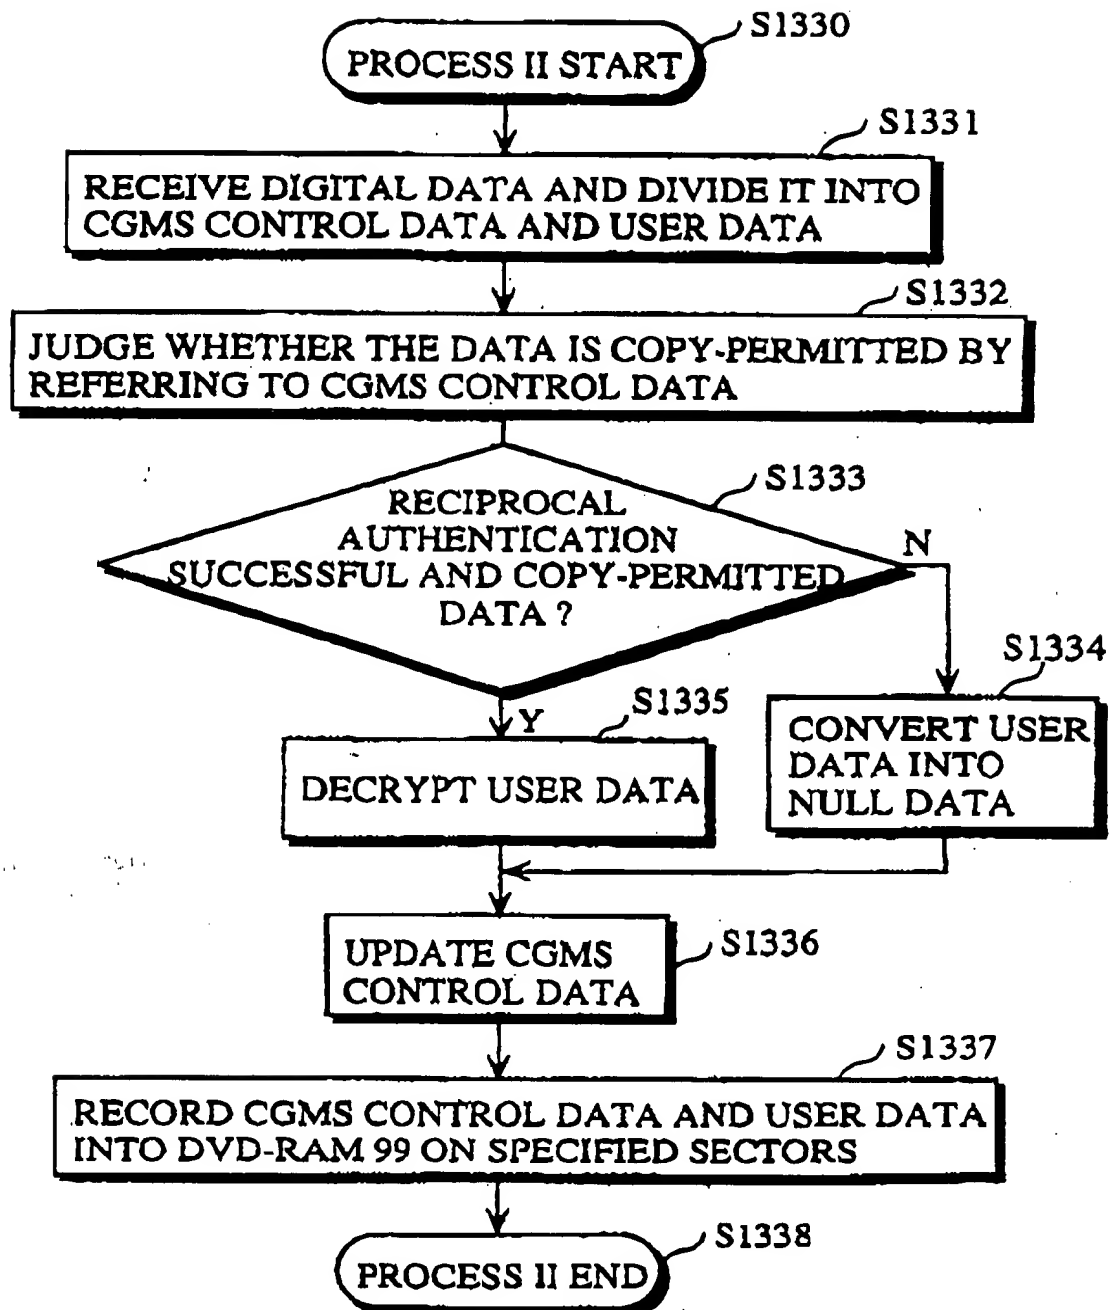 S1330
PROCESS II START
S1331
RECEIVE DIGITAL DATA AND DIVIDE IT INTO
CGMS CONTROL DATA AND USER DATA
S1332
JUDGE WHETHER THE DATA IS COPY-PERMITTED BY
REFERRING TO CGMS CONTROL DATA
S1333
RECIPROCAL
AUTHENTICATION
SUCCESSFUL AND COPY-PERMITTED
DATA ?
N
S1334
CONVERT USER
DATA INTO
NULL DATA
Y
S1335
DECRYPT USER DATA
UPDATE CGMS
CONTROL DATA
S1336
S1337
RECORD CGMS CONTROL DATA AND USER DATA
INTO DVD-RAM 99 ON SPECIFIED SECTORS
S1338
PROCESS II END